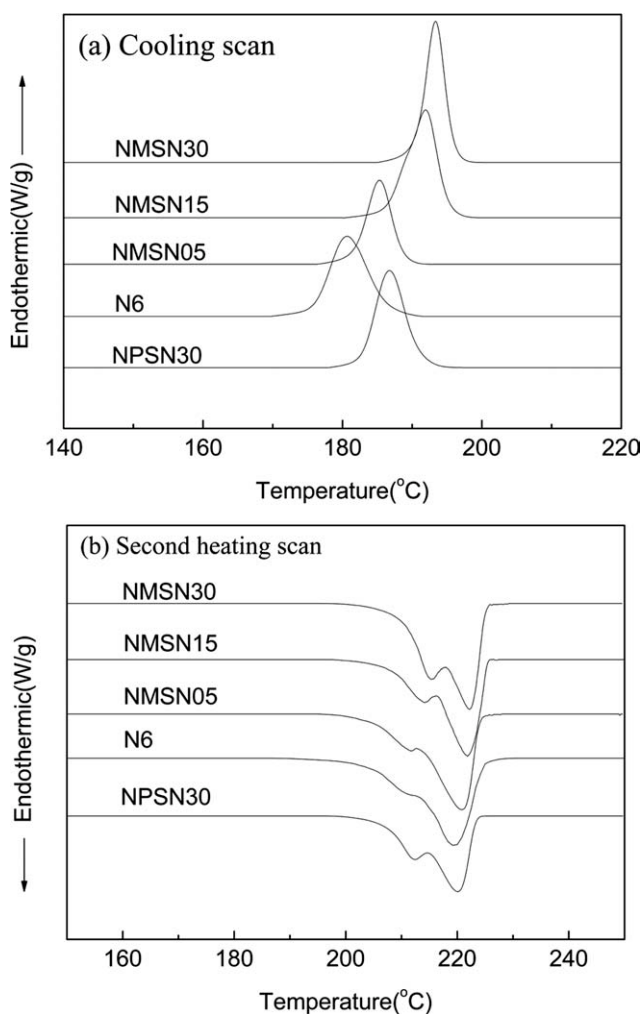 (a) Cooling scan
Endothermic(W/g)
NMSN30
NMSN15
NMSN05
N6
NPSN30
140 160 180 200 220
Temperature(°C)
(b) Second heating scan
Endothermic(W/g)
NMSN30
NMSN15
NMSN05
N6
NPSN30
160 180 200 220 240
Temperature(°C)